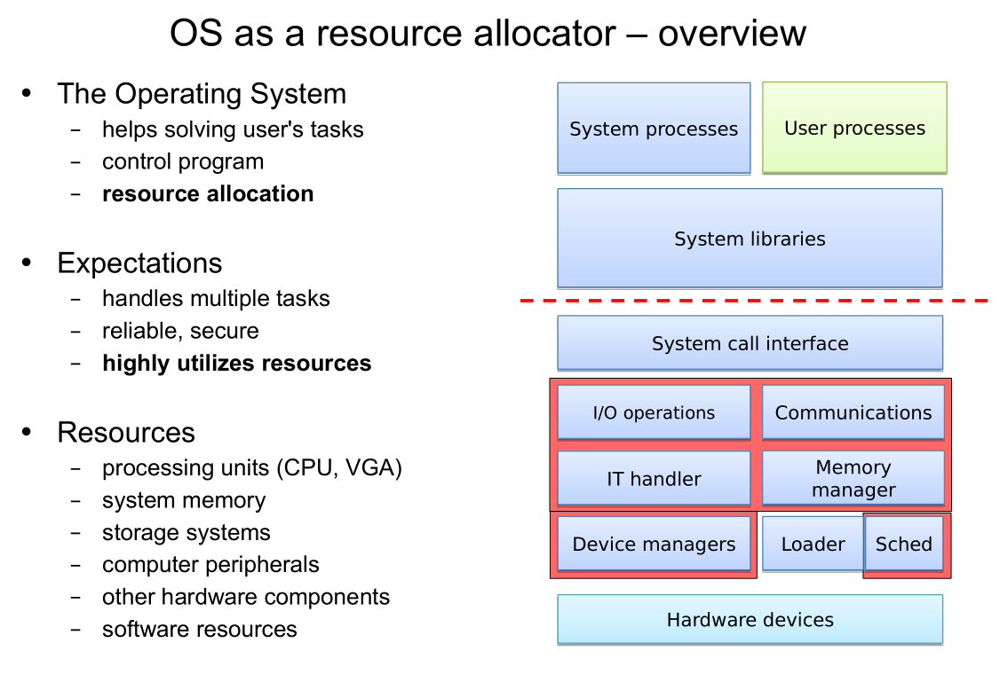 OS as a resource allocator – overview
• The Operating System
– helps solving user's tasks
– control program
– resource allocation
• Expectations
– handles multiple tasks
– reliable, secure
– highly utilizes resources
• Resources
– processing units (CPU, VGA)
– system memory
– storage systems
– computer peripherals
– other hardware components
– software resources
System processes
User processes
System libraries
System call interface
I/O operations
Communications
IT handler
Memory
manager
Device managers
Loader
Sched
Hardware devices